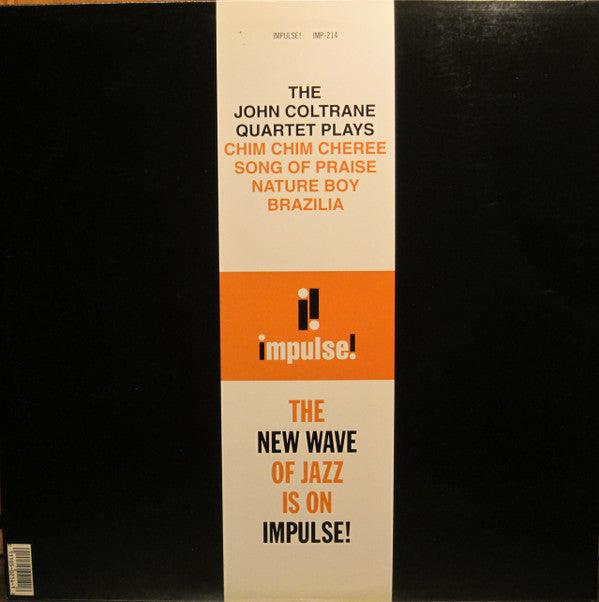 IMPULSE! IMP-214
THE
JOHN COLTRANE
QUARTET PLAYS
CHIM CHIM CHEREE
SONG OF PRAISE
NATURE BOY
BRAZILIA
i!
impulse!
THE
NEW WAVE
OF JAZZ
IS ON
IMPULSE!